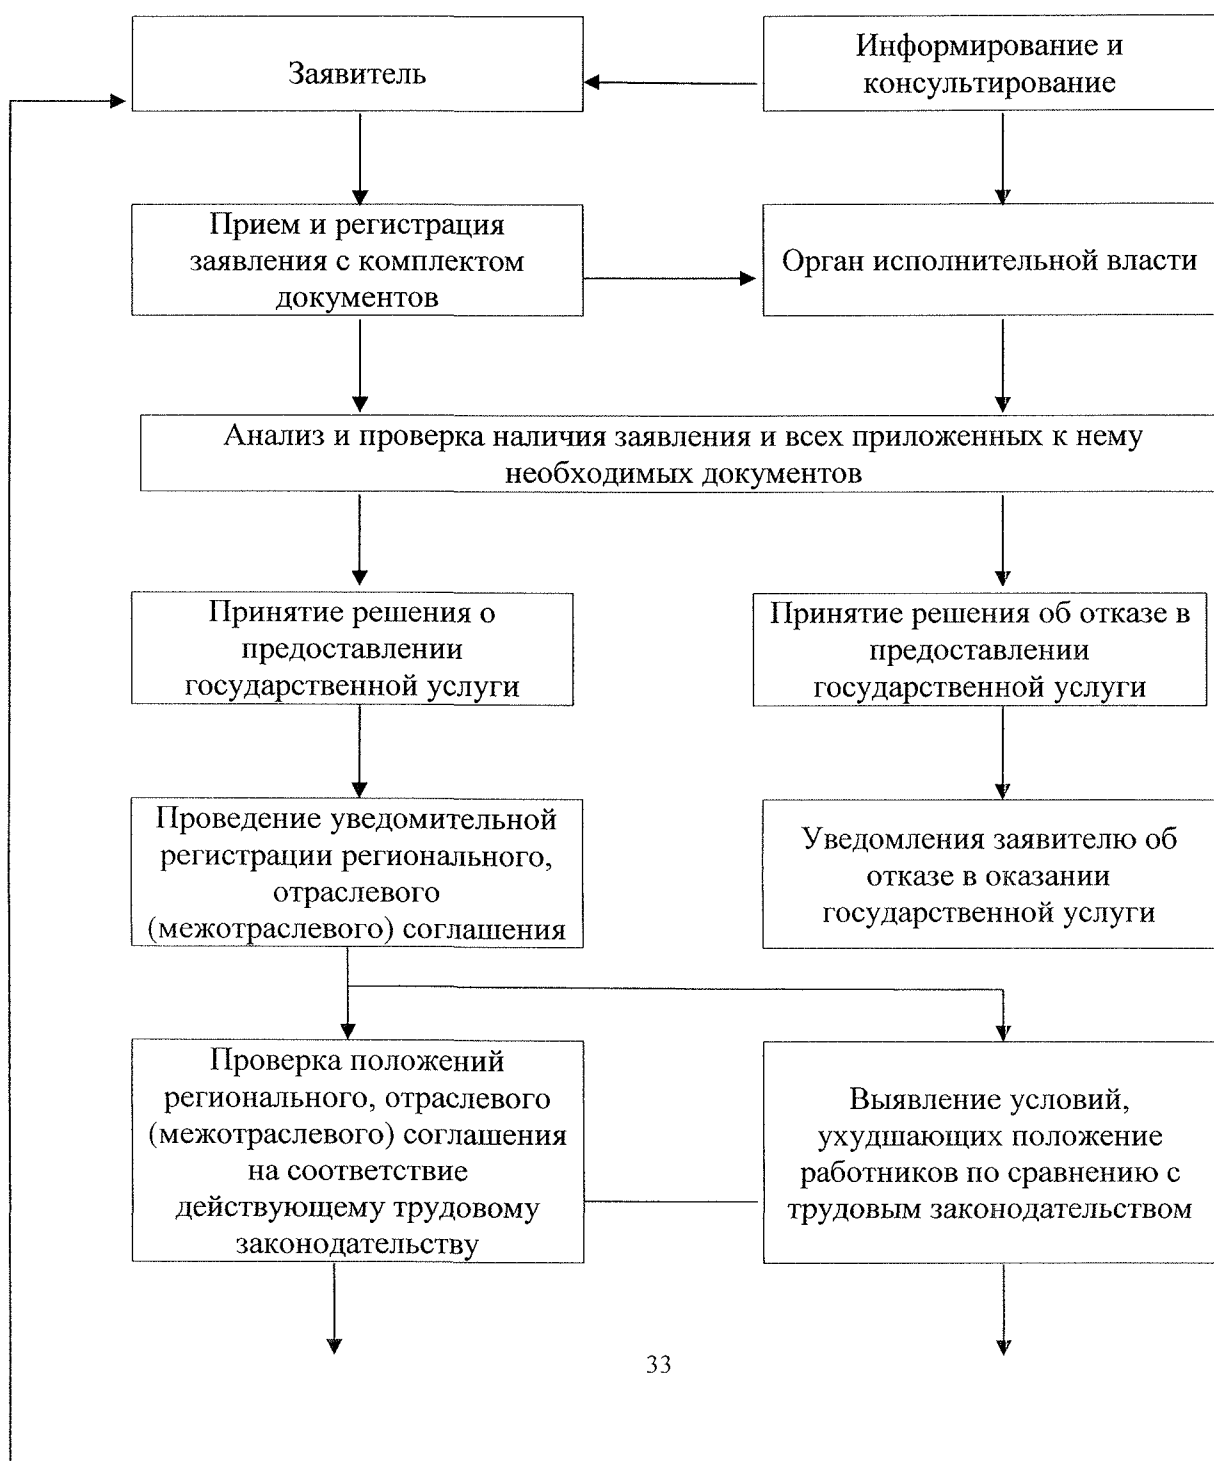 Заявитель
Информирование и
консультирование
Прием и регистрация
заявления с комплектом
документов
Орган исполнительной власти
Анализ и проверка наличия заявления и всех приложенных к нему
необходимых документов
Принятие решения о
предоставлении
государственной услуги
Принятие решения об отказе в
предоставлении
государственной услуги
Проведение уведомительной
регистрации регионального,
отраслевого
(межотраслевого) соглашения
Уведомления заявителю об
отказе в оказании
государственной услуги
Проверка положений
регионального, отраслевого
(межотраслевого) соглашения
на соответствие
действующему трудовому
законодательству
Выявление условий,
ухудшающих положение
работников по сравнению с
трудовым законодательством
33